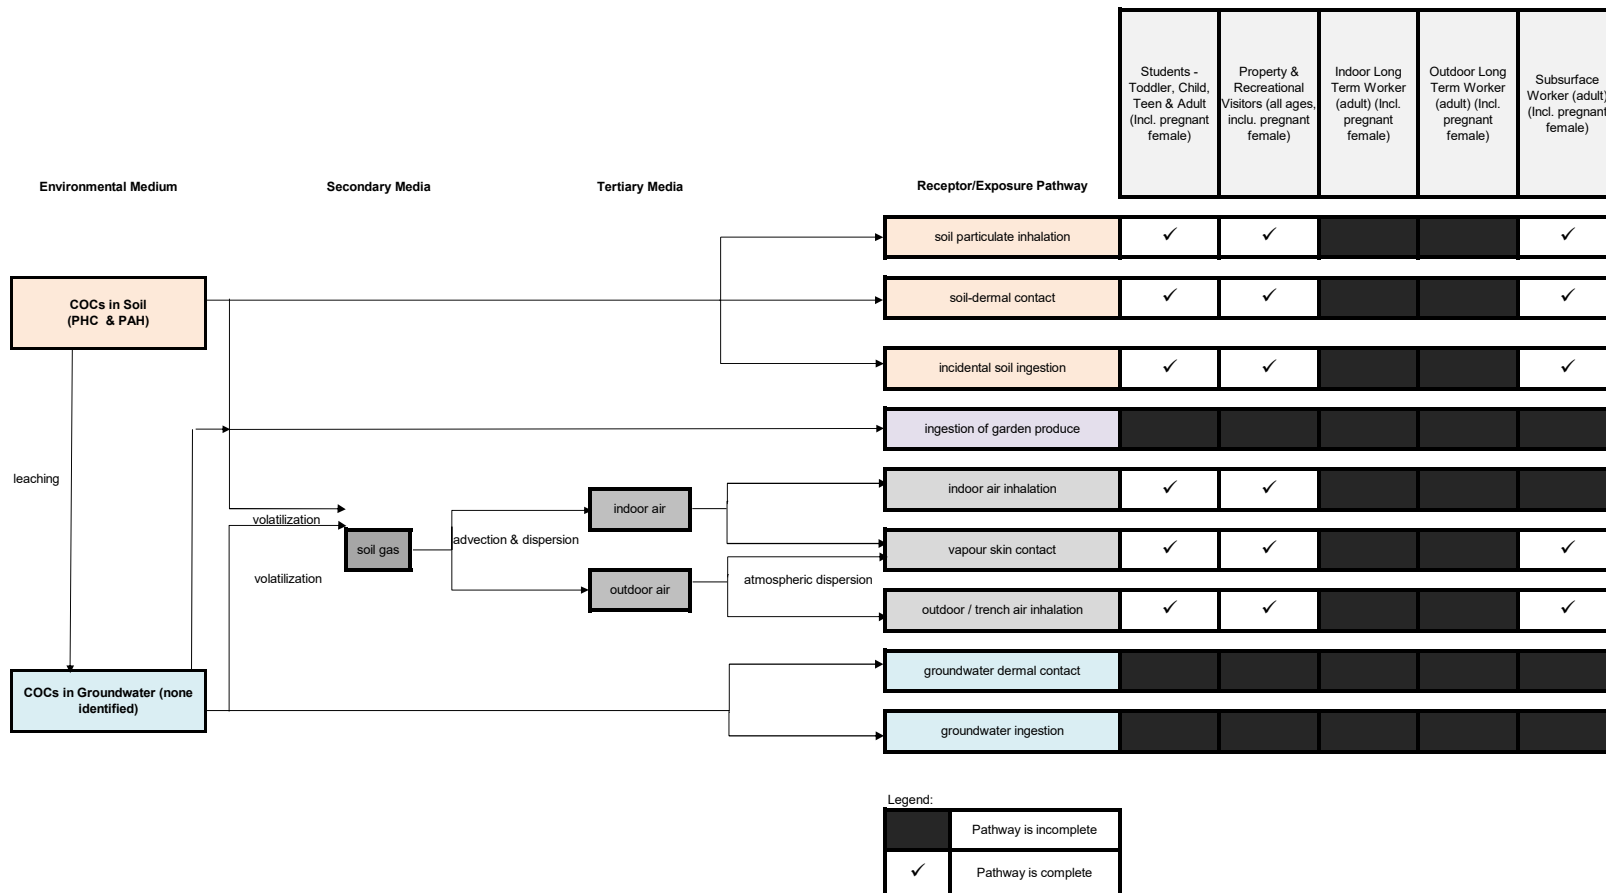 Students -
Toddler, Child,
Teen & Adult
(Incl. pregnant
female)
Property &
Recreational
Visitors (all ages,
inclu. pregnant
female)
Indoor Long
Term Worker
(adult) (Incl.
pregnant
female)
Outdoor Long
Term Worker
(adult) (Incl.
pregnant
female)
Subsurface
Worker (adult)
(Incl. pregnant
female)
Environmental Medium
Secondary Media
Tertiary Media
Receptor/Exposure Pathway
soil particulate inhalation ✓ ✓ ✓
COCs in Soil
(PHC & PAH)
soil-dermal contact ✓ ✓ ✓
incidental soil ingestion ✓ ✓ ✓
ingestion of garden produce
leaching
indoor air inhalation ✓ ✓
volatilization
indoor air
soil gas
advection & dispersion
vapour skin contact ✓ ✓ ✓
volatilization
outdoor air
atmospheric dispersion
outdoor / trench air inhalation ✓ ✓ ✓
groundwater dermal contact
COCs in Groundwater (none
identified)
groundwater ingestion
Legend:
Pathway is incomplete
✓ Pathway is complete